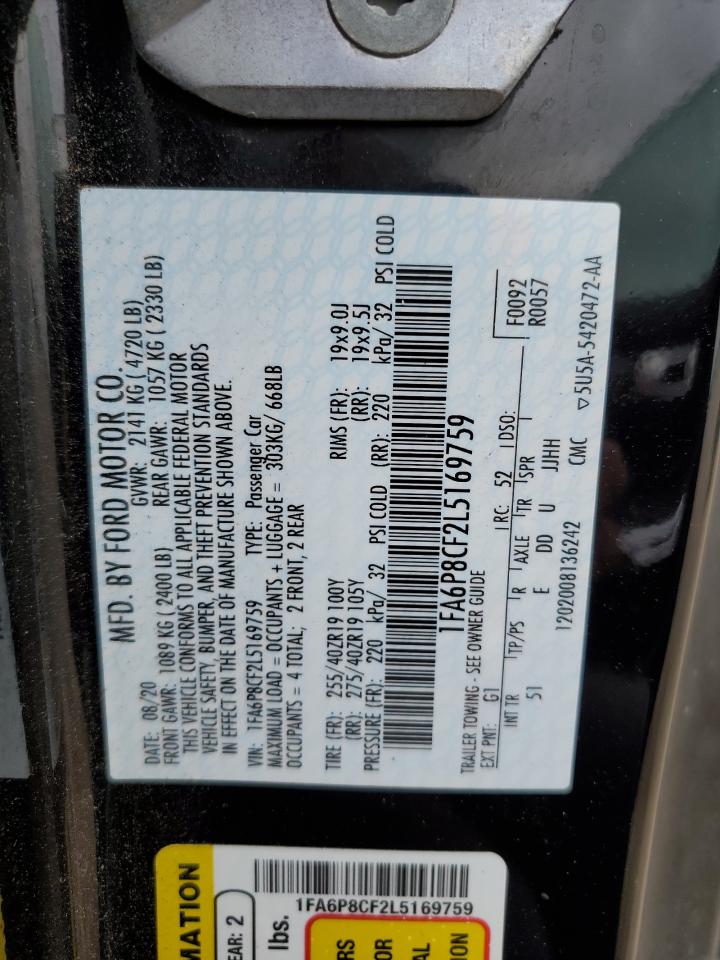 MFD. BY FORD MOTOR CO.
DATE: 08/20 GVWR: 2141 KG ( 4720 LB)
FRONT GAWR: 1089 KG ( 2400 LB) REAR GAWR: 1057 KG ( 2330 LB)
THIS VEHICLE CONFORMS TO ALL APPLICABLE FEDERAL MOTOR
VEHICLE SAFETY, BUMPER, AND THEFT PREVENTION STANDARDS
IN EFFECT ON THE DATE OF MANUFACTURE SHOWN ABOVE.
VIN: 1FA6P8CF2L5169759 TYPE: Passenger Car
MAXIMUM LOAD = OCCUPANTS + LUGGAGE = 303KG/ 668LB
OCCUPANTS = 4 TOTAL; 2 FRONT, 2 REAR
TIRE (FR): 255/40ZR19 100Y RIMS (FR): 19x9.0J
(RR): 275/40ZR19 105Y (RR): 19x9.5J
PRESSURE (FR): 220 kPa/ 32 PSI COLD (RR): 220 kPa/ 32 PSI COLD
1FA6P8CF2L5169759
TRAILER TOWING - SEE OWNER GUIDE
EXT PNT: G1 RC: 52 DSO: F0092
R0057
INT TR TP/PS R AXLE TR SPR
51 E DD U JJHH
1202008136242 CMC ▽5U5A-5420472-AA
MATION
EAR: 2
lbs.
1FA6P8CF2L5169759
RS
OR
AL
ION